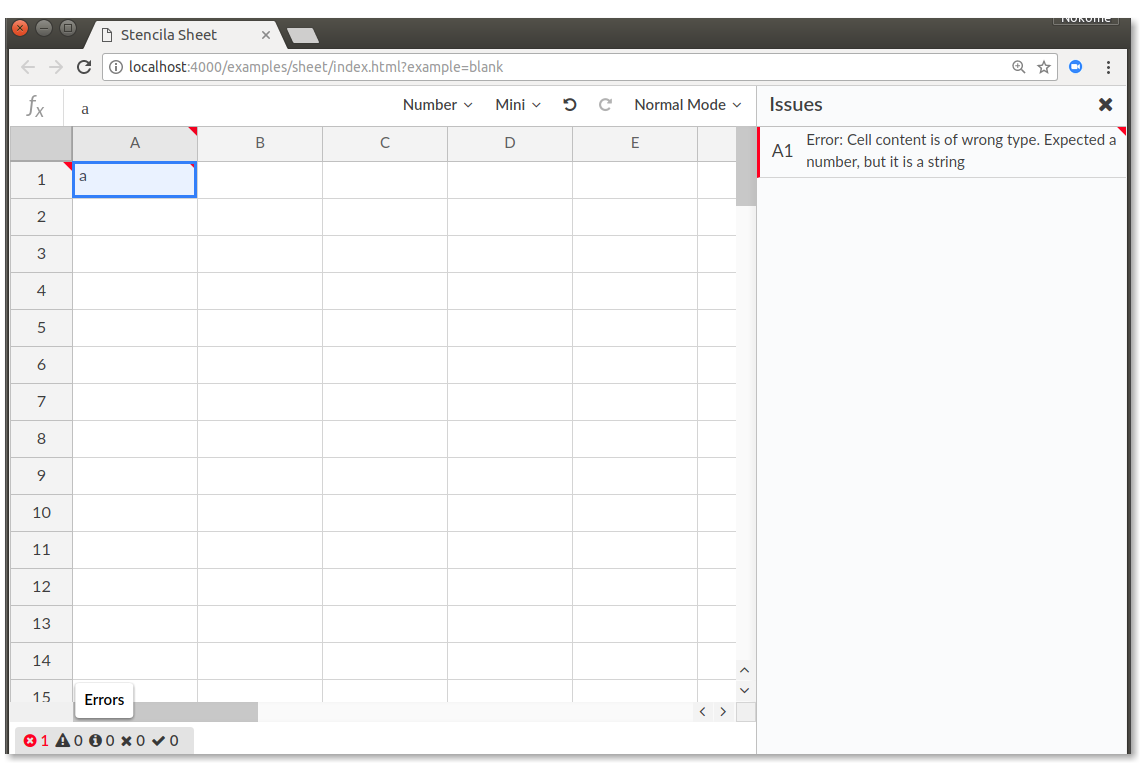 Nokome
Stencila Sheet
localhost:4000/examples/sheet/index.html?example=blank
fx a Number Mini Normal Mode Issues
A B C D E
A1 Error: Cell content is of wrong type. Expected a
number, but it is a string
1 a
2
3
4
5
6
7
8
9
10
11
12
13
14
15
Errors
1 0 0 0 0